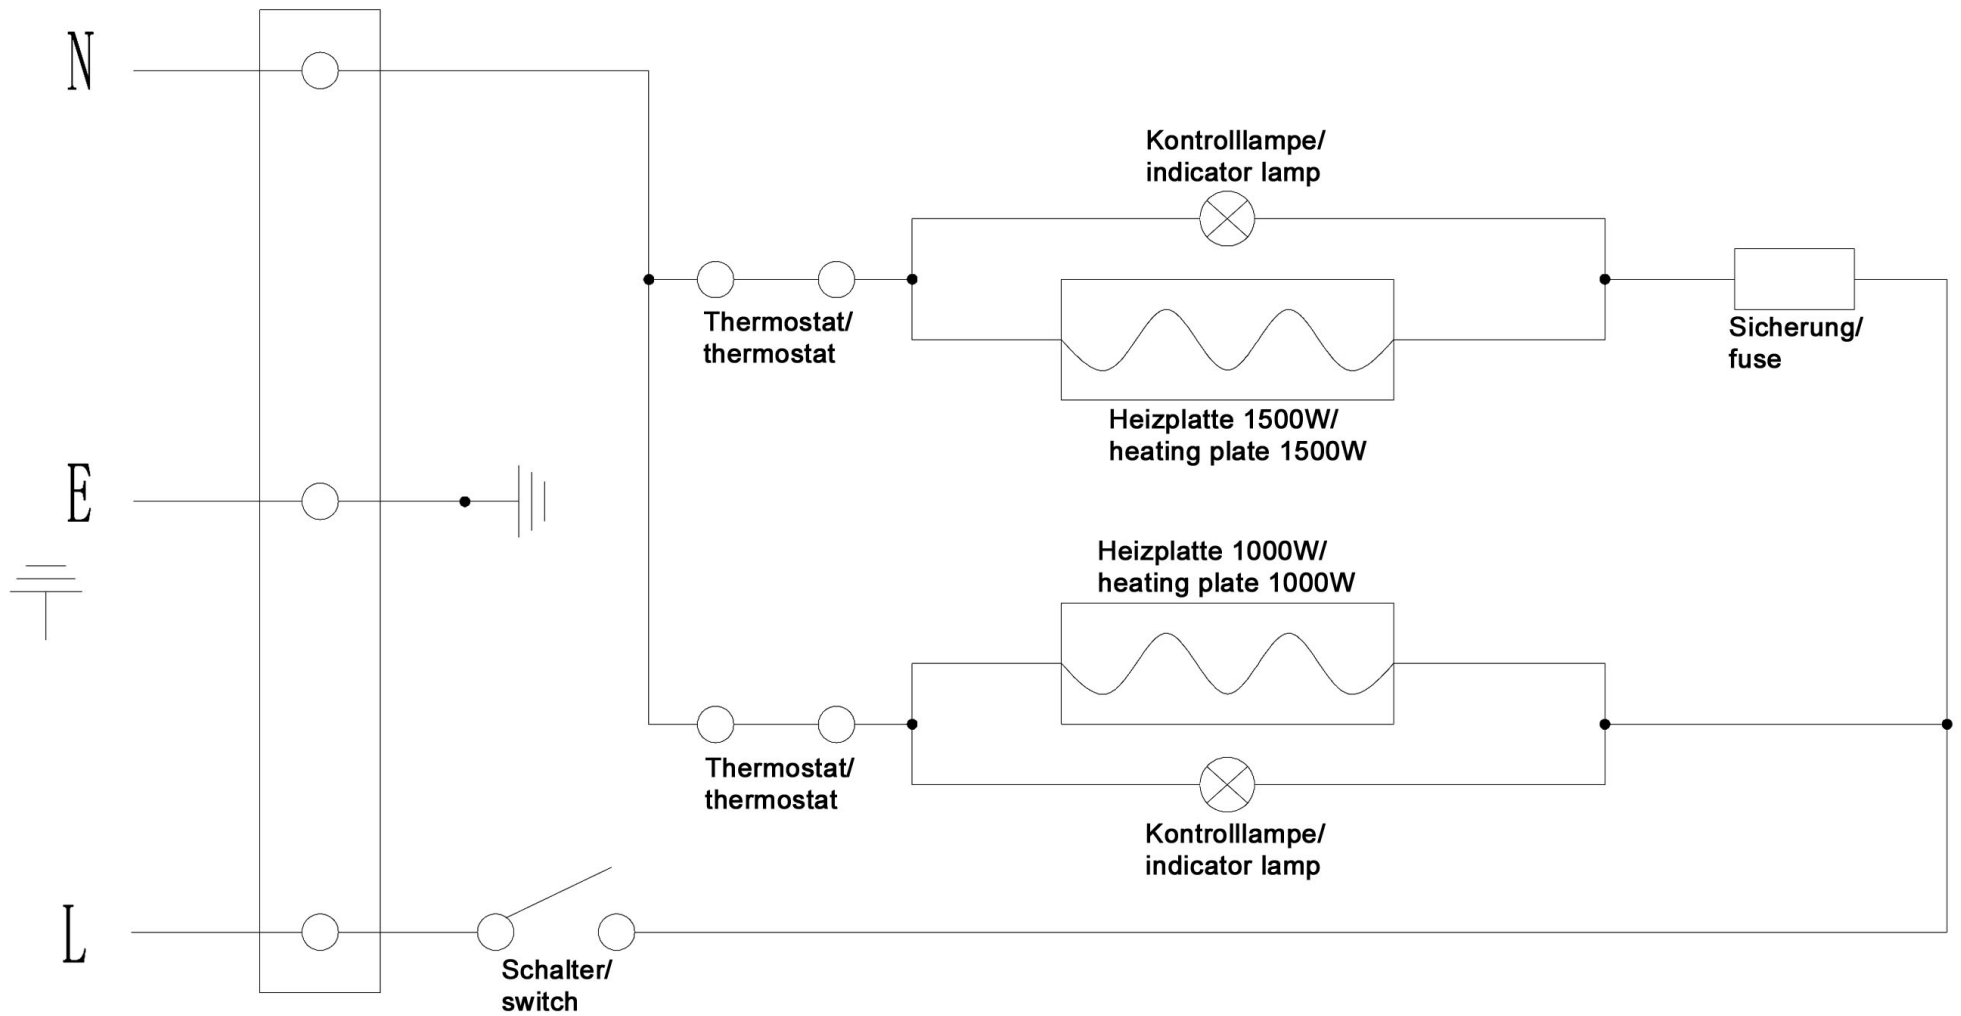 N
Kontrolllampe/
indicator lamp
Thermostat/
thermostat
Sicherung/
fuse
Heizplatte 1500W/
heating plate 1500W
E
Heizplatte 1000W/
heating plate 1000W
Thermostat/
thermostat
Kontrolllampe/
indicator lamp
L
Schalter/
switch